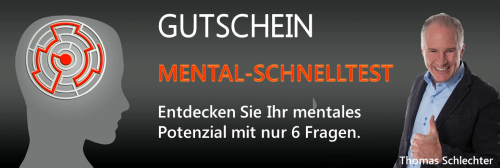 GUTSCHEIN
MENTAL-SCHNELLTEST
Entdecken Sie Ihr mentales
Potenzial mit nur 6 Fragen.
Thomas Schlechter